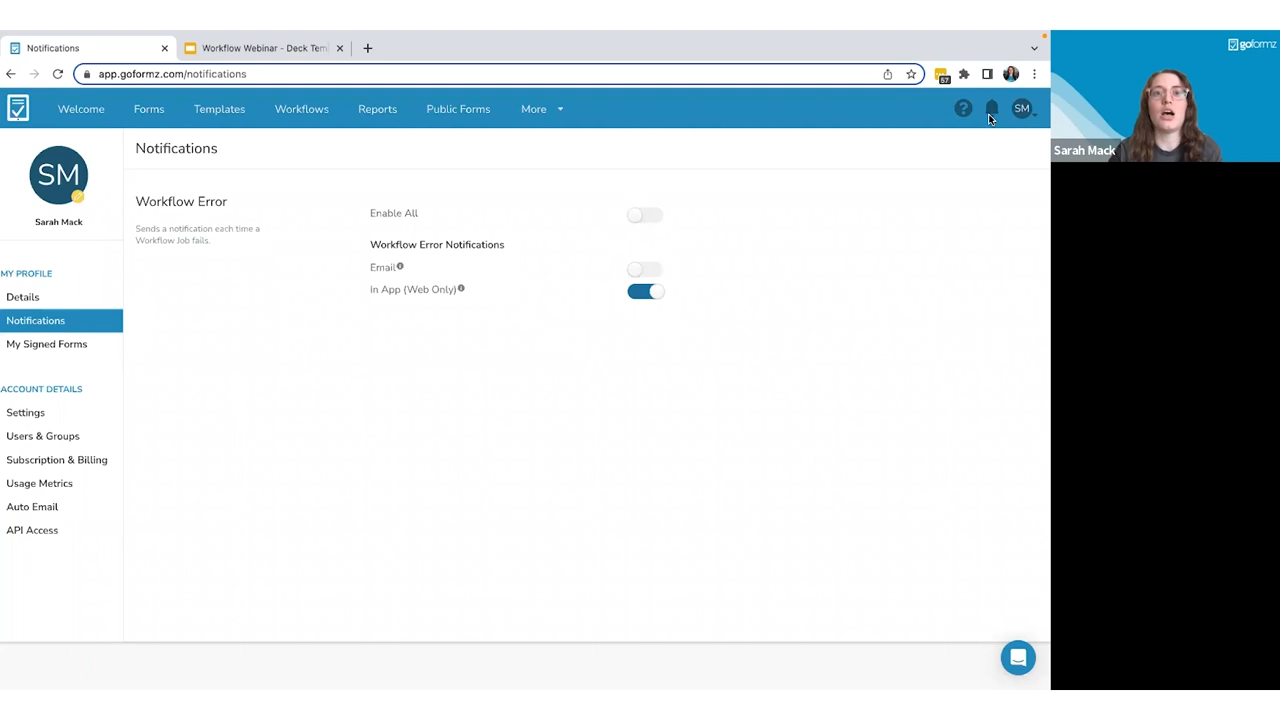 Notifications
Workflow Webinar - Deck Tem
app.goformz.com/notifications
57
goformz
Welcome
Forms
Templates
Workflows
Reports
Public Forms
More
?
SM
Sarah Mack
SM
Sarah Mack
MY PROFILE
Details
Notifications
My Signed Forms
ACCOUNT DETAILS
Settings
Users & Groups
Subscription & Billing
Usage Metrics
Auto Email
API Access
Notifications
Workflow Error
Sends a notification each time a
Workflow Job fails.
Enable All
Workflow Error Notifications
Email
In App (Web Only)